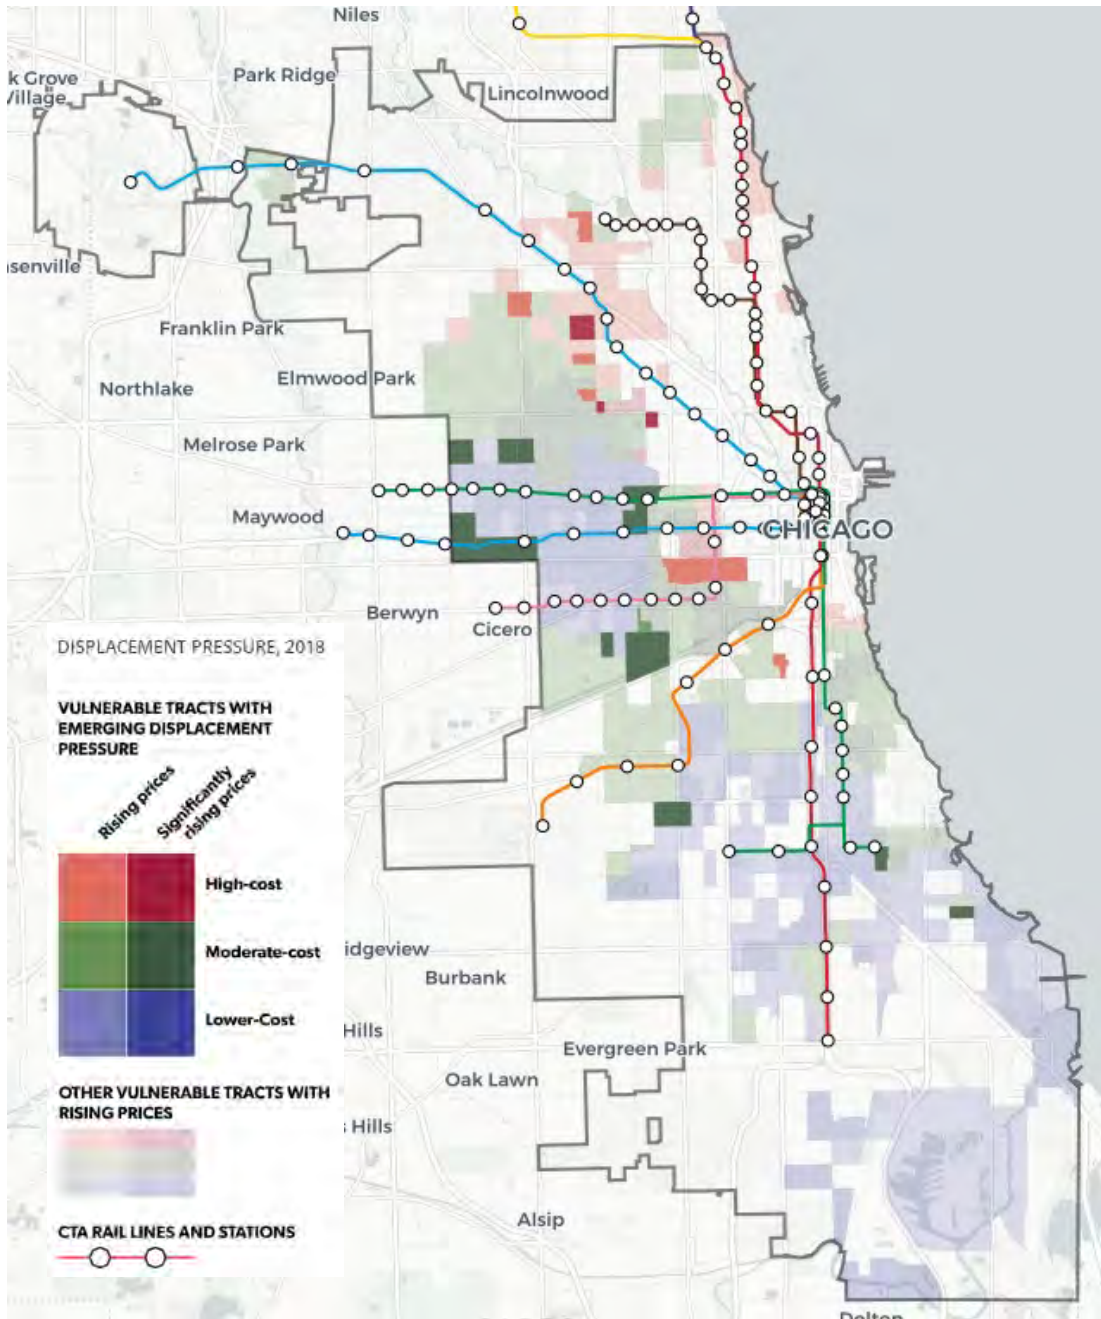 Niles
k Grove
Village
Park Ridge
Lincolnwood
nsenville
Franklin Park
Northlake
Elmwood Park
Melrose Park
Maywood
CHICAGO
Berwyn
Cicero
DISPLACEMENT PRESSURE, 2018
VULNERABLE TRACTS WITH
EMERGING DISPLACEMENT
PRESSURE
Rising prices
Significantly
rising prices
High-cost
Moderate-cost
Lower-Cost
idgeview
Burbank
Hills
Evergreen Park
Oak Lawn
OTHER VULNERABLE TRACTS WITH
RISING PRICES
s Hills
Alsip
CTA RAIL LINES AND STATIONS
Dolton